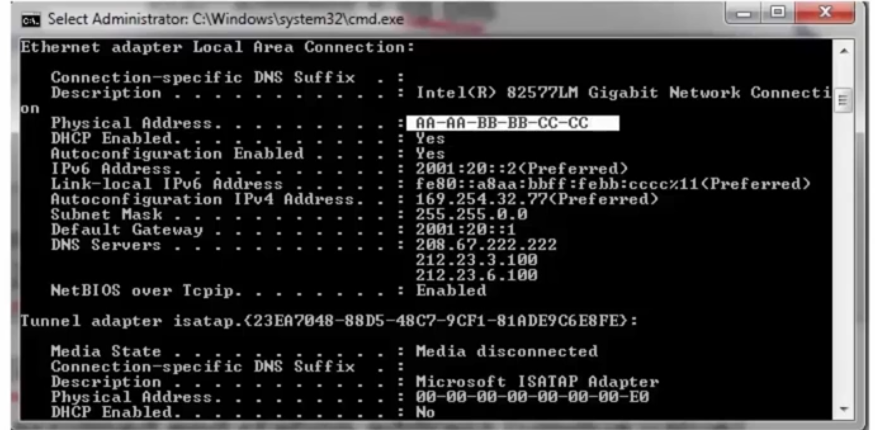 Select Administrator: C:\Windows\system32\cmd.exe
Ethernet adapter Local Area Connection:
Connection-specific DNS Suffix . :
Description . . . . . . . . . . . : Intel(R) 82577LM Gigabit Network Connecti
on
Physical Address. . . . . . . . . : AA-AA-BB-BB-CC-CC
DHCP Enabled. . . . . . . . . . . : Yes
Autoconfiguration Enabled . . . . : Yes
IPv6 Address. . . . . . . . . . . : 2001:20::2(Preferred)
Link-local IPv6 Address . . . . . : fe80::a8aa:bbff:febb:cccc%11(Preferred)
Autoconfiguration IPv4 Address. . : 169.254.32.77(Preferred)
Subnet Mask . . . . . . . . . . . : 255.255.0.0
Default Gateway . . . . . . . . . : 2001:20::1
DNS Servers . . . . . . . . . . . : 208.67.222.222
212.23.3.100
212.23.6.100
NetBIOS over Tcpip. . . . . . . . : Enabled
Tunnel adapter isatap.{23EA7048-88D5-48C7-9CF1-81ADE9C6E8FE}:
Media State . . . . . . . . . . . : Media disconnected
Connection-specific DNS Suffix . :
Description . . . . . . . . . . . : Microsoft ISATAP Adapter
Physical Address. . . . . . . . . : 00-00-00-00-00-00-00-E0
DHCP Enabled. . . . . . . . . . . : No